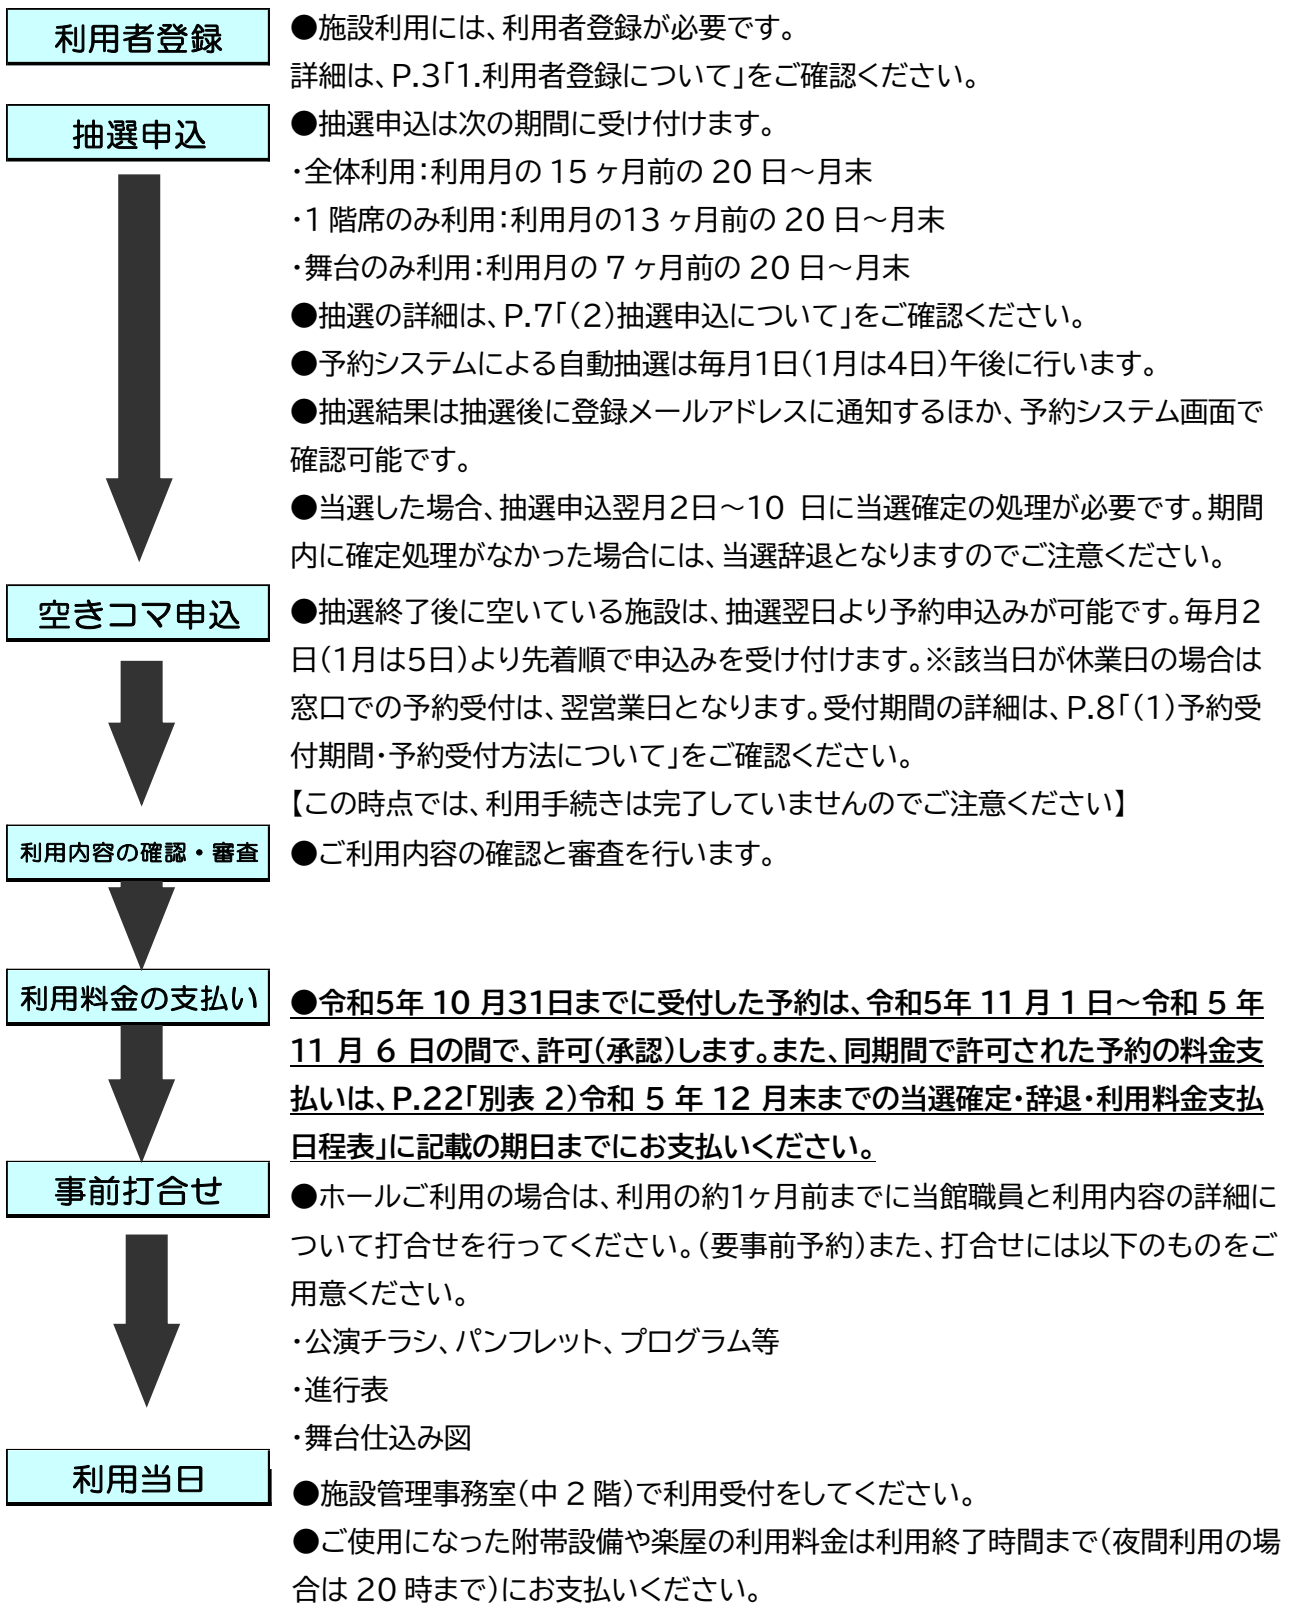 利用者登録
●施設利用には、利用者登録が必要です。
詳細は、P.3「1.利用者登録について」をご確認ください。
抽選申込
●抽選申込は次の期間に受け付けます。
・全体利用：利用月の 15 ヶ月前の 20 日～月末
・1 階席のみ利用：利用月の13 ヶ月前の 20 日～月末
・舞台のみ利用：利用月の 7 ヶ月前の 20 日～月末
●抽選の詳細は、P.7「(2)抽選申込について」をご確認ください。
●予約システムによる自動抽選は毎月1日(1月は4日)午後に行います。
●抽選結果は抽選後に登録メールアドレスに通知するほか、予約システム画面で
確認可能です。
●当選した場合、抽選申込翌月2日～10 日に当選確定の処理が必要です。期間
内に確定処理がなかった場合には、当選辞退となりますのでご注意ください。
空きコマ申込
●抽選終了後に空いている施設は、抽選翌日より予約申込みが可能です。毎月2
日(1月は5日)より先着順で申込みを受け付けます。※該当日が休業日の場合は
窓口での予約受付は、翌営業日となります。受付期間の詳細は、P.8「(1)予約受
付期間・予約受付方法について」をご確認ください。
【この時点では、利用手続きは完了していませんのでご注意ください】
利用内容の確認・審査
●ご利用内容の確認と審査を行います。
利用料金の支払い
●令和5年 10 月31日までに受付した予約は、令和5年 11 月 1 日～令和 5 年
11 月 6 日の間で、許可(承認)します。また、同期間で許可された予約の料金支
払いは、P.22「別表 2)令和 5 年 12 月末までの当選確定・辞退・利用料金支払
日程表」に記載の期日までにお支払いください。
事前打合せ
●ホールご利用の場合は、利用の約1ヶ月前までに当館職員と利用内容の詳細に
ついて打合せを行ってください。(要事前予約)また、打合せには以下のものをご
用意ください。
・公演チラシ、パンフレット、プログラム等
・進行表
・舞台仕込み図
利用当日
●施設管理事務室(中 2 階)で利用受付をしてください。
●ご使用になった附帯設備や楽屋の利用料金は利用終了時間まで(夜間利用の場
合は 20 時まで)にお支払いください。